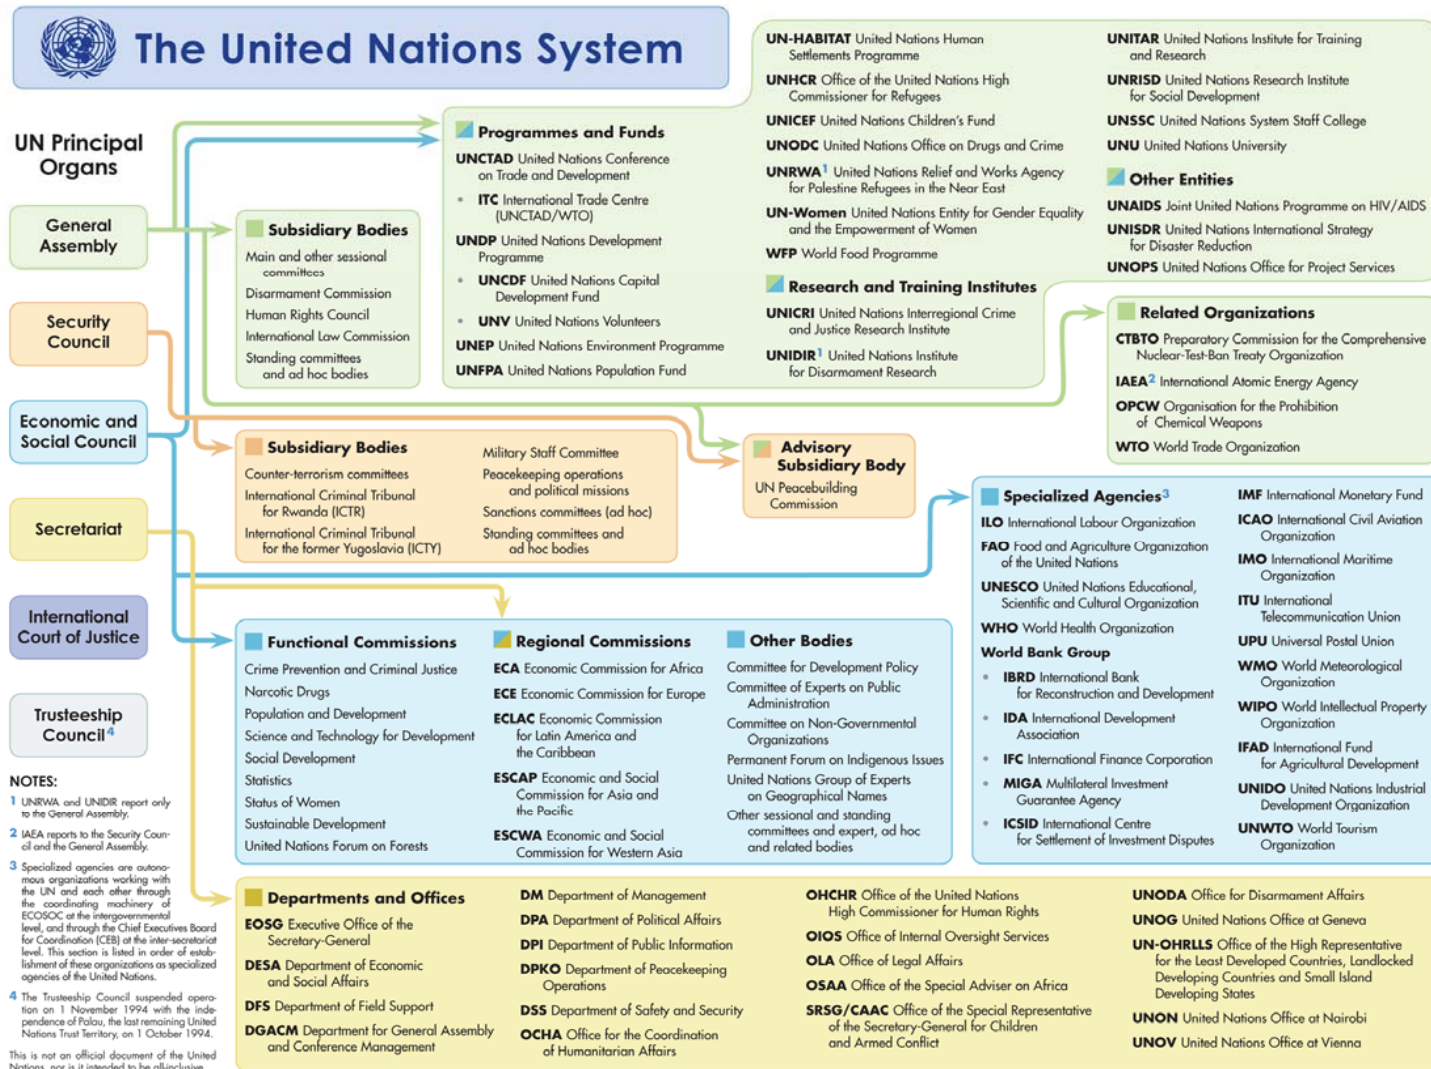 The United Nations System
UN Principal
Organs
General
Assembly
Security
Council
Economic and
Social Council
Secretariat
International
Court of Justice
Trusteeship
Council4
NOTES:
1 UNRWA and UNIDIR report only
to the General Assembly.
2 IAEA reports to the Security Coun-
cil and the General Assembly.
3 Specialized agencies are autono-
mous organizations working with
the UN and each other through
the coordinating machinery of
ECOSOC at the intergovernmental
level, and through the Chief Executives Board
for Coordination (CEB) at the inter-secretariat
level. This section is listed in order of estab-
lishment of these organizations as specialized
agencies of the United Nations.
4 The Trusteeship Council suspended opera-
tion on 1 November 1994 with the inde-
pendence of Palau, the last remaining United
Nations Trust Territory, on 1 October 1994.
This is not an official document of the United
Nations, nor is it intended to be all-inclusive.
Subsidiary Bodies
Main and other sessional
committees
Disarmament Commission
Human Rights Council
International Law Commission
Standing committees
and ad hoc bodies
Programmes and Funds
UNCTAD United Nations Conference
on Trade and Development
• ITC International Trade Centre
(UNCTAD/WTO)
UNDP United Nations Development
Programme
• UNCDF United Nations Capital
Development Fund
• UNV United Nations Volunteers
UNEP United Nations Environment Programme
UNFPA United Nations Population Fund
UN-HABITAT United Nations Human
Settlements Programme
UNHCR Office of the United Nations High
Commissioner for Refugees
UNICEF United Nations Children's Fund
UNODC United Nations Office on Drugs and Crime
UNRWA1 United Nations Relief and Works Agency
for Palestine Refugees in the Near East
UN-Women United Nations Entity for Gender Equality
and the Empowerment of Women
WFP World Food Programme
Research and Training Institutes
UNICRI United Nations Interregional Crime
and Justice Research Institute
UNIDIR1 United Nations Institute
for Disarmament Research
UNITAR United Nations Institute for Training
and Research
UNRISD United Nations Research Institute
for Social Development
UNSSC United Nations System Staff College
UNU United Nations University
Other Entities
UNAIDS Joint United Nations Programme on HIV/AIDS
UNISDR United Nations International Strategy
for Disaster Reduction
UNOPS United Nations Office for Project Services
Related Organizations
CTBTO Preparatory Commission for the Comprehensive
Nuclear-Test-Ban Treaty Organization
IAEA2 International Atomic Energy Agency
OPCW Organisation for the Prohibition
of Chemical Weapons
WTO World Trade Organization
Subsidiary Bodies
Counter-terrorism committees
International Criminal Tribunal
for Rwanda (ICTR)
International Criminal Tribunal
for the former Yugoslavia (ICTY)
Military Staff Committee
Peacekeeping operations
and political missions
Sanctions committees (ad hoc)
Standing committees and
ad hoc bodies
Advisory
Subsidiary Body
UN Peacebuilding
Commission
Specialized Agencies3
ILO International Labour Organization
FAO Food and Agriculture Organization
of the United Nations
UNESCO United Nations Educational,
Scientific and Cultural Organization
WHO World Health Organization
World Bank Group
• IBRD International Bank
for Reconstruction and Development
• IDA International Development
Association
• IFC International Finance Corporation
• MIGA Multilateral Investment
Guarantee Agency
• ICSID International Centre
for Settlement of Investment Disputes
IMF International Monetary Fund
ICAO International Civil Aviation
Organization
IMO International Maritime
Organization
ITU International
Telecommunication Union
UPU Universal Postal Union
WMO World Meteorological
Organization
WIPO World Intellectual Property
Organization
IFAD International Fund
for Agricultural Development
UNIDO United Nations Industrial
Development Organization
UNWTO World Tourism
Organization
Functional Commissions
Crime Prevention and Criminal Justice
Narcotic Drugs
Population and Development
Science and Technology for Development
Social Development
Statistics
Status of Women
Sustainable Development
United Nations Forum on Forests
Regional Commissions
ECA Economic Commission for Africa
ECE Economic Commission for Europe
ECLAC Economic Commission
for Latin America and
the Caribbean
ESCAP Economic and Social
Commission for Asia and
the Pacific
ESCWA Economic and Social
Commission for Western Asia
Other Bodies
Committee for Development Policy
Committee of Experts on Public
Administration
Committee on Non-Governmental
Organizations
Permanent Forum on Indigenous Issues
United Nations Group of Experts
on Geographical Names
Other sessional and standing
committees and expert, ad hoc
and related bodies
Departments and Offices
EOSG Executive Office of the
Secretary-General
DESA Department of Economic
and Social Affairs
DFS Department of Field Support
DGACM Department for General Assembly
and Conference Management
DM Department of Management
DPA Department of Political Affairs
DPI Department of Public Information
DPKO Department of Peacekeeping
Operations
DSS Department of Safety and Security
OCHA Office for the Coordination
of Humanitarian Affairs
OHCHR Office of the United Nations
High Commissioner for Human Rights
OIOS Office of Internal Oversight Services
OLA Office of Legal Affairs
OSAA Office of the Special Adviser on Africa
SRSG/CAAC Office of the Special Representative
of the Secretary-General for Children
and Armed Conflict
UNODA Office for Disarmament Affairs
UNOG United Nations Office at Geneva
UN-OHRLLS Office of the High Representative
for the Least Developed Countries, Landlocked
Developing Countries and Small Island
Developing States
UNON United Nations Office at Nairobi
UNOV United Nations Office at Vienna